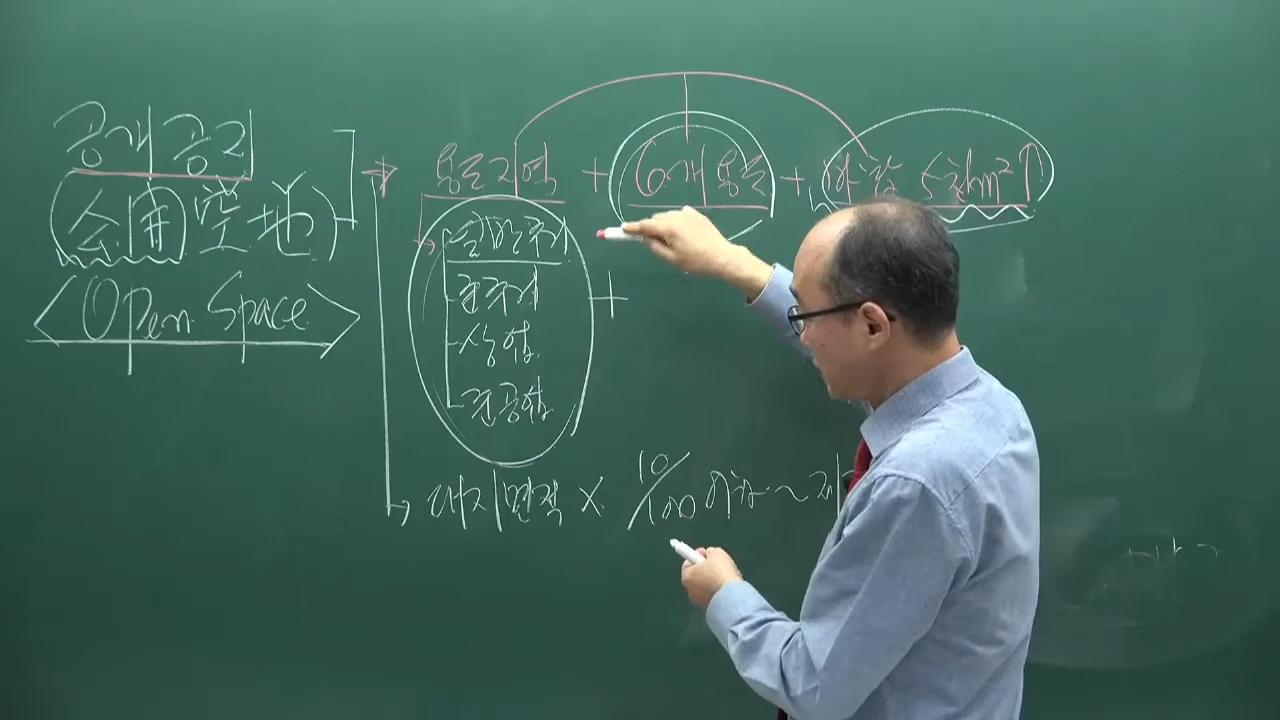 공개공지
公開空地
Open Space
용도지역 + 6개 용도 + 바.합 5천m²↑
일반주거 +
준주거
상업
준공업
대지면적 × 10/100 이하~